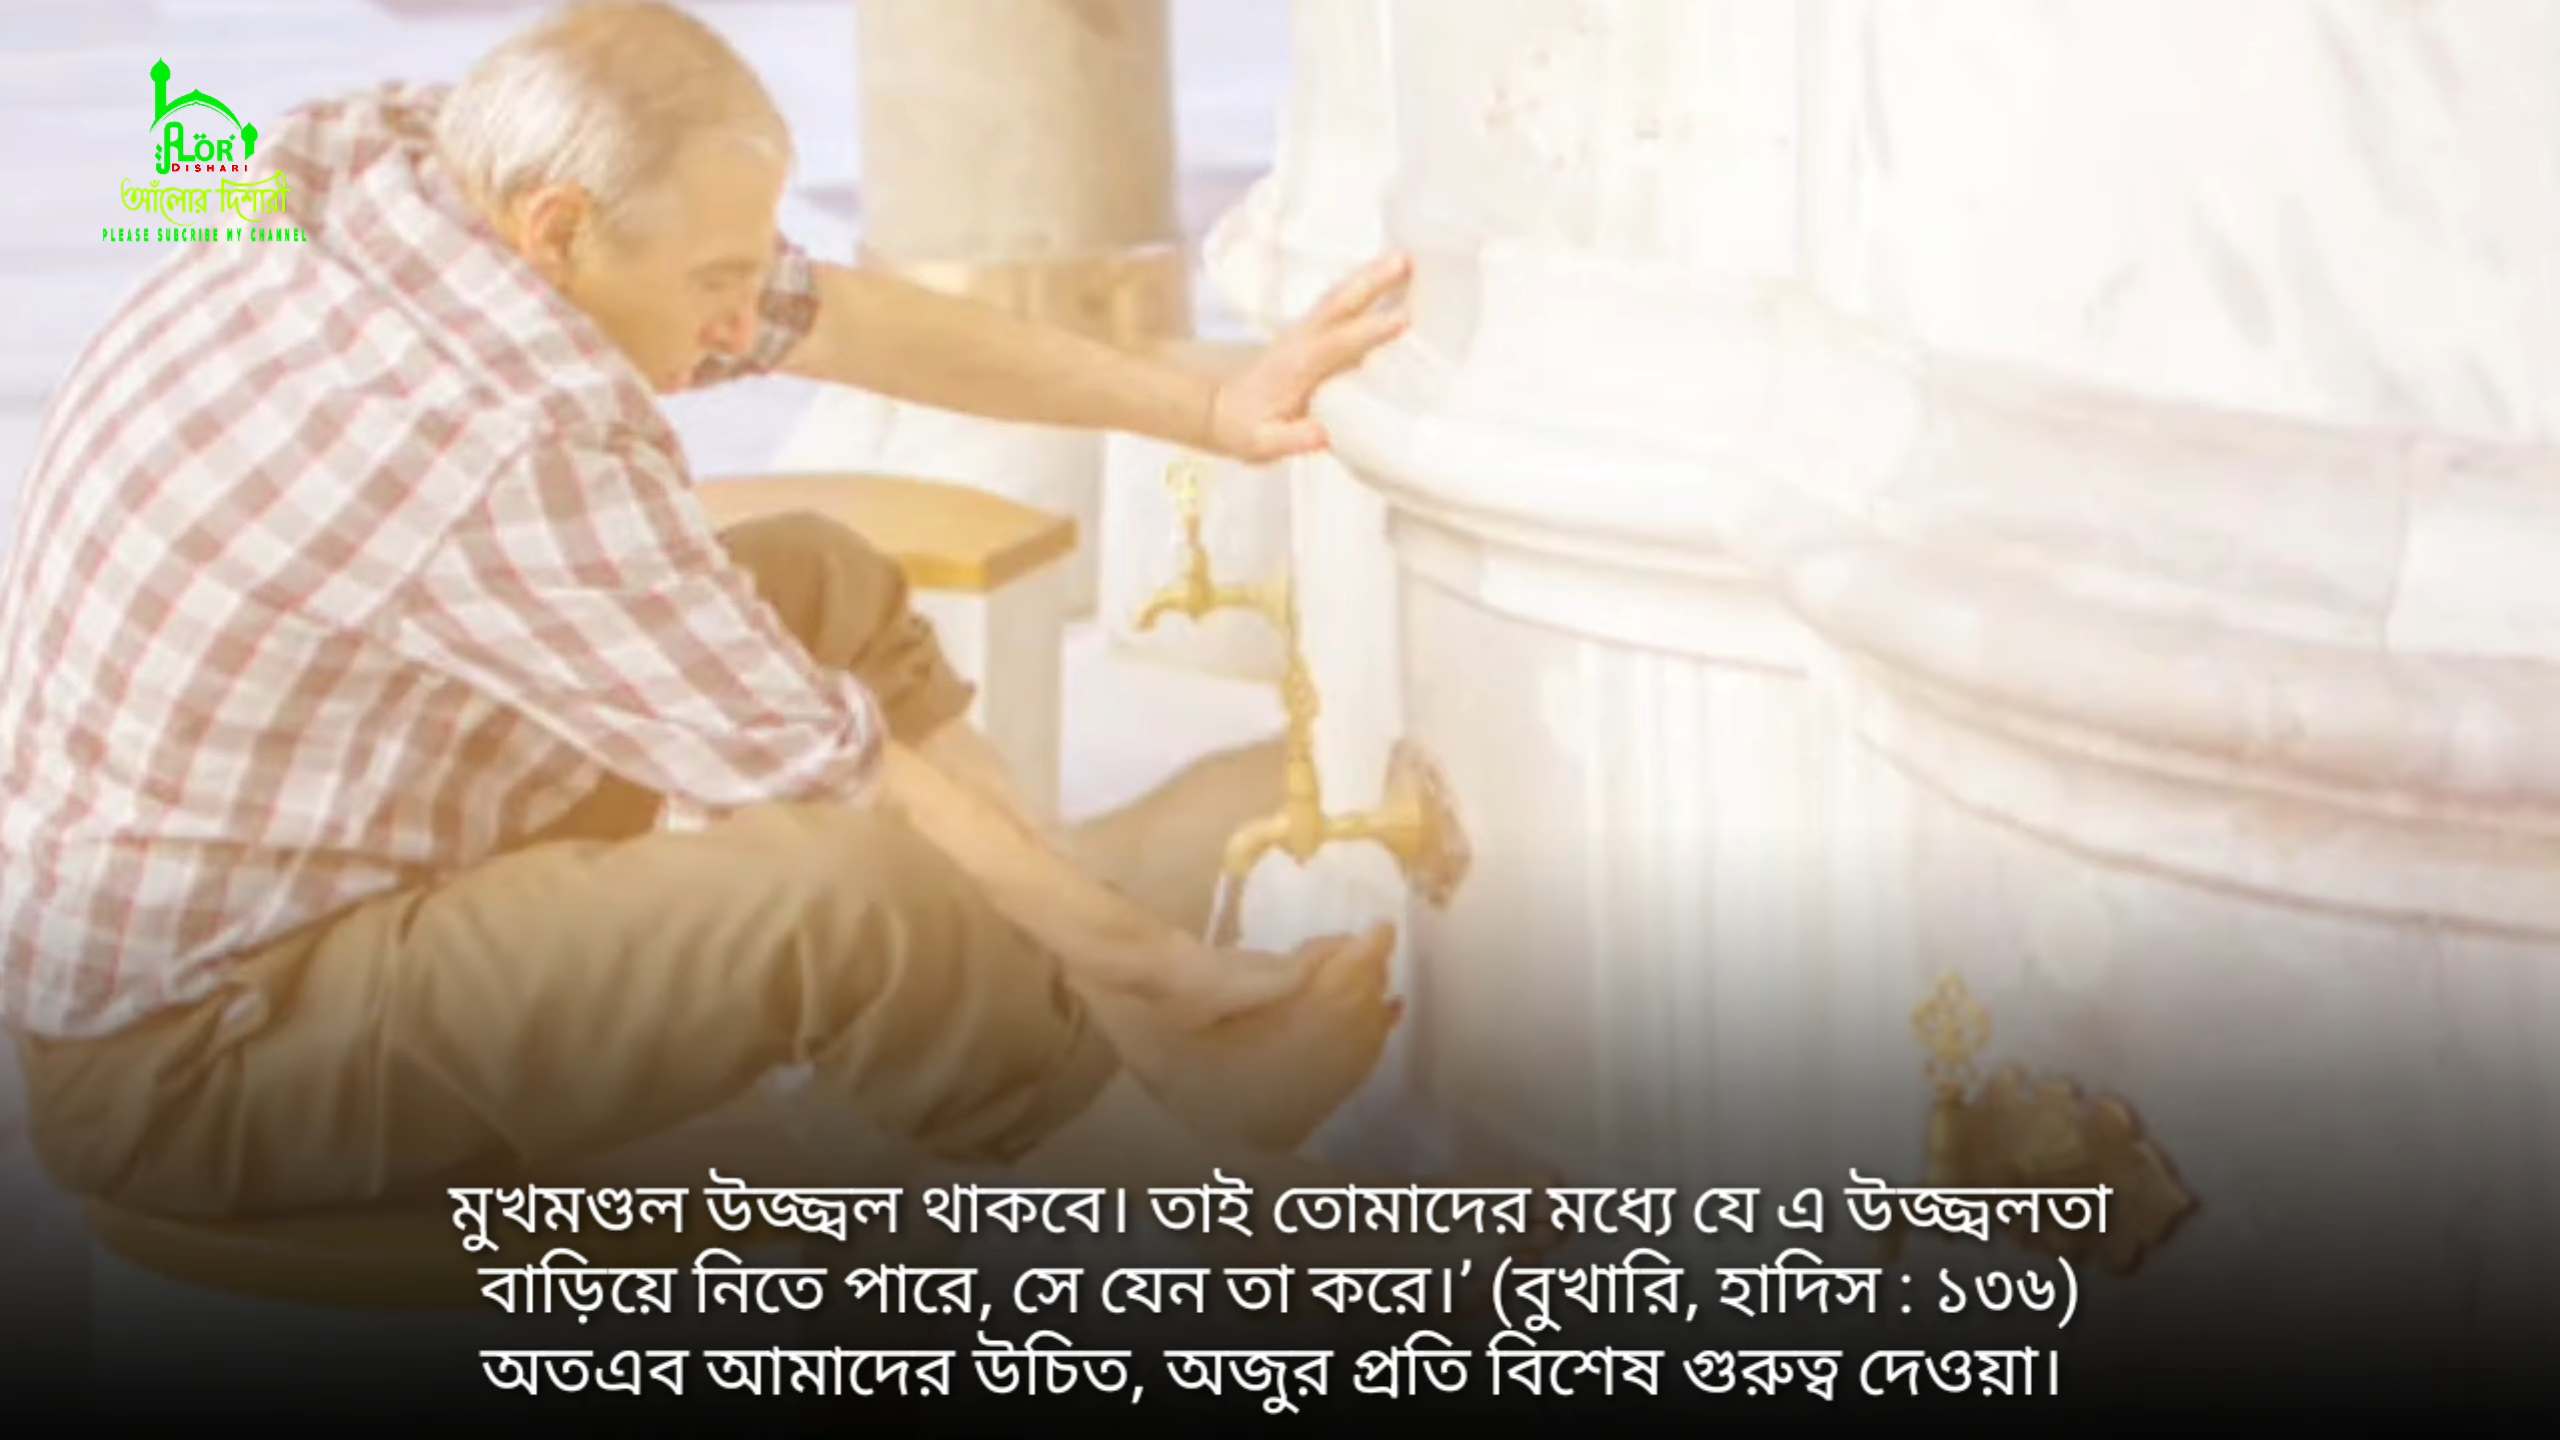 ALOR
DISHARI
আঁলোর দিশারী
PLEASE SUBCRIBE MY CHANNEL
মুখমণ্ডল উজ্জ্বল থাকবে। তাই তোমাদের মধ্যে যে এ উজ্জ্বলতা
বাড়িয়ে নিতে পারে, সে যেন তা করে।’ (বুখারি, হাদিস : ১৩৬)
অতএব আমাদের উচিত, অজুর প্রতি বিশেষ গুরুত্ব দেওয়া।